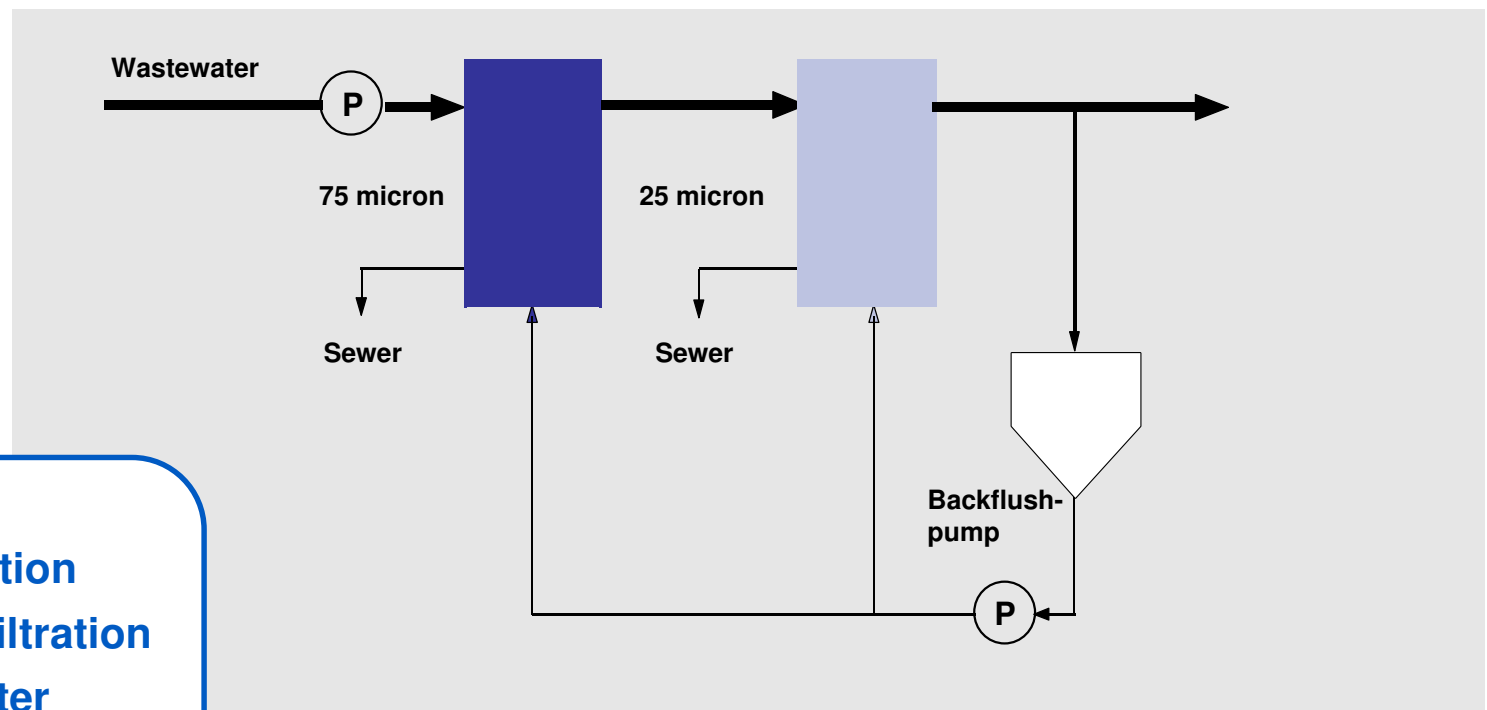 Wastewater
P
75 micron
25 micron
Sewer
Sewer
Backflush-
pump
P
tion
iltration
ter